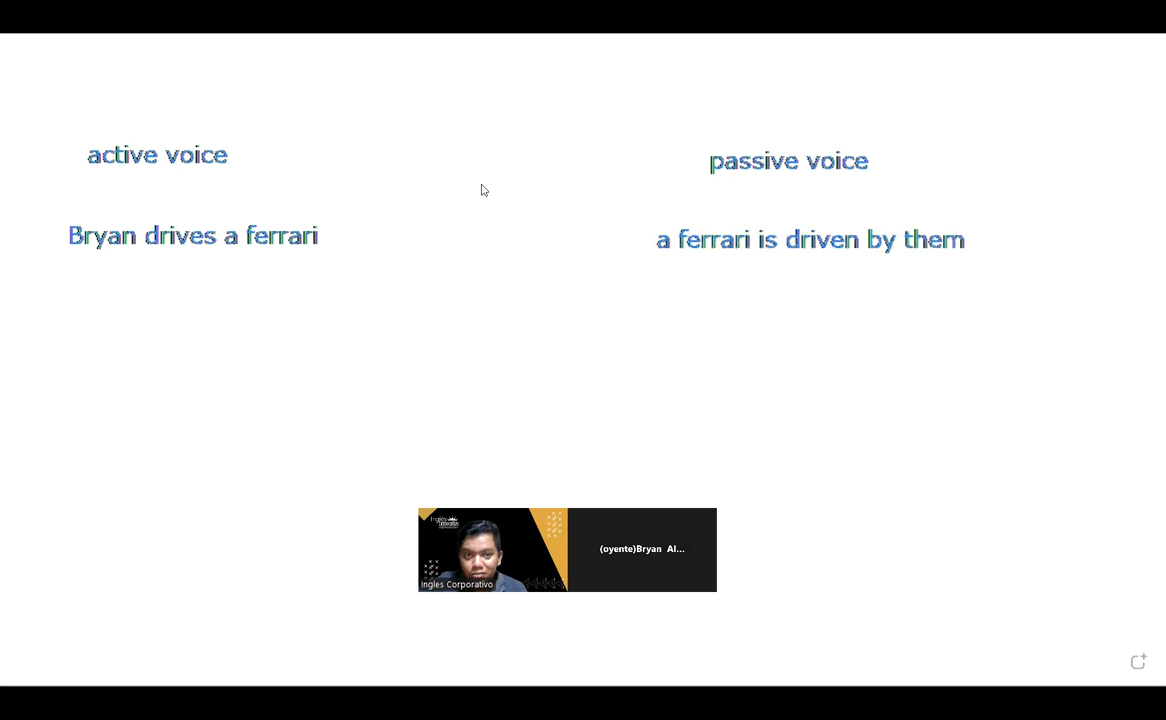 active voice
passive voice
Bryan drives a ferrari
a ferrari is driven by them
Ingles Corporativo
(oyente)Bryan Al...